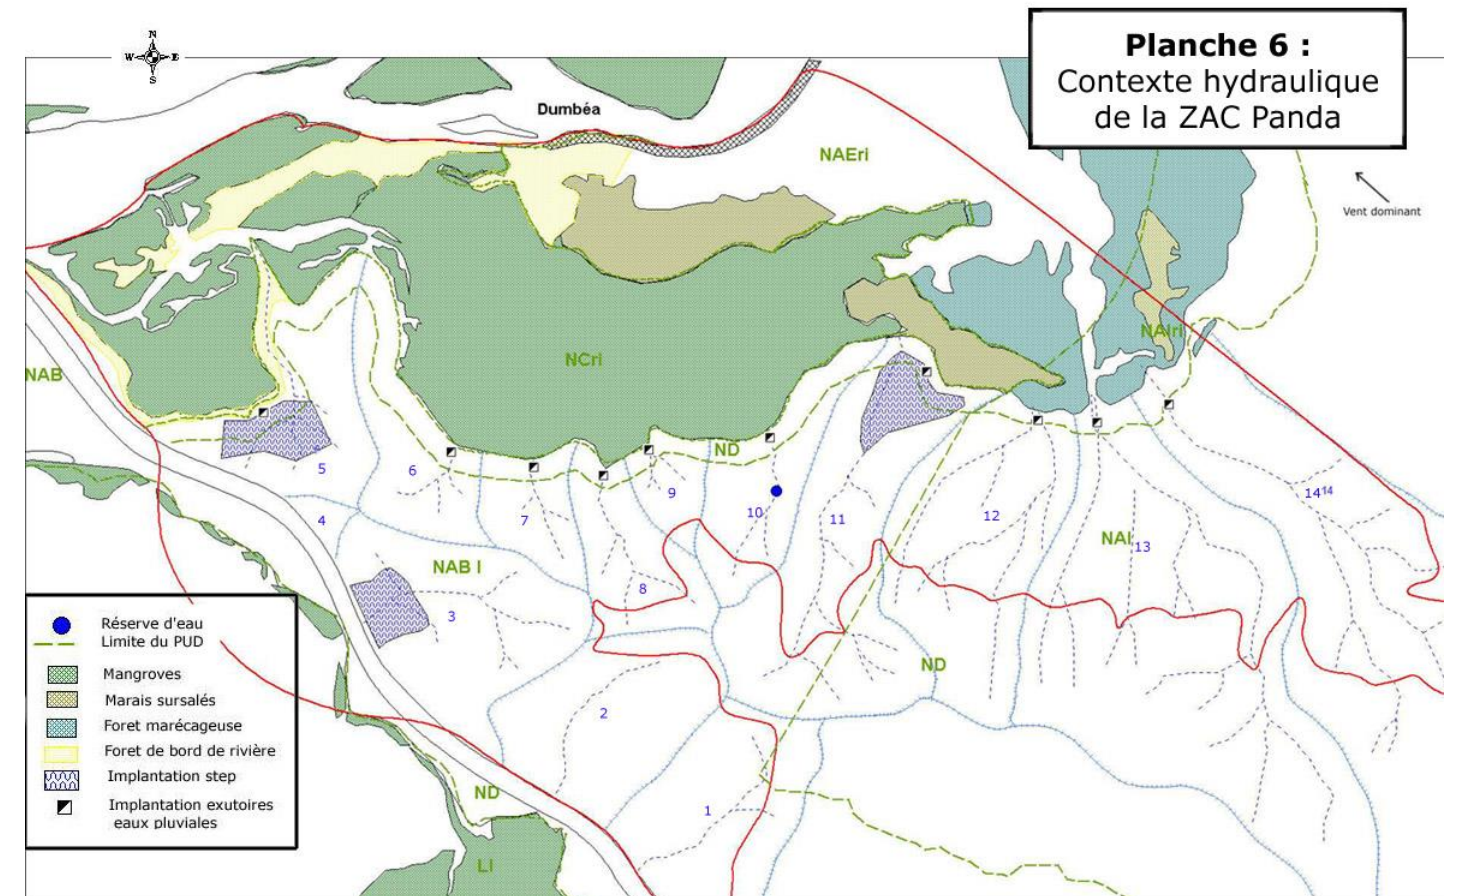 N
W E
S
Planche 6 :
Contexte hydraulique
de la ZAC Panda
Dumbéa
NAEri
Vent dominant
NAIri
NAB
NCri
ND
5
6
9
10
14¹⁴
4
7
11
12
NAI
13
NAB I
8
3
ND
2
ND
1
LI
Réserve d'eau
Limite du PUD
Mangroves
Marais sursalés
Foret marécageuse
Foret de bord de rivière
Implantation step
Implantation exutoires
eaux pluviales